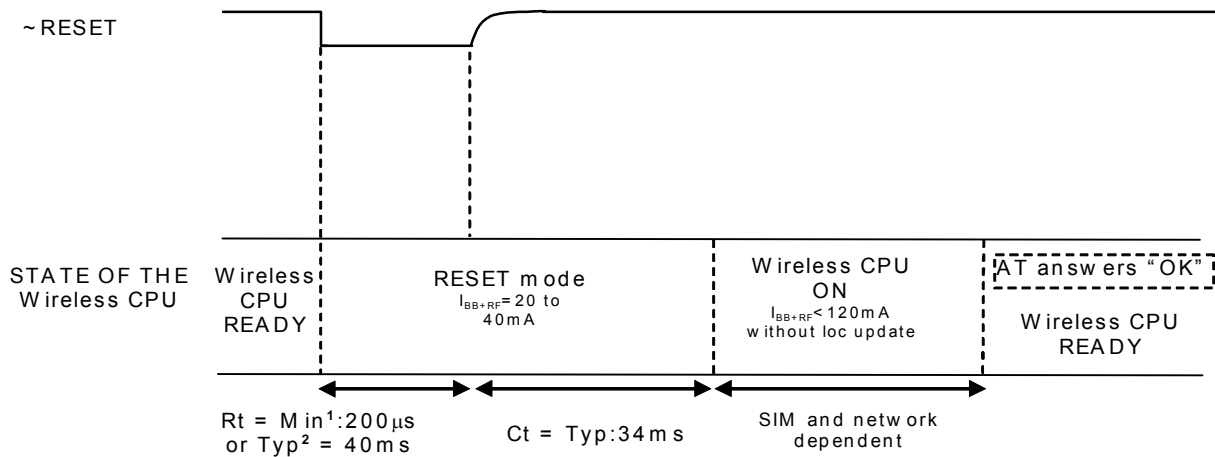 ~RESET
STATE OF THE
Wireless CPU
Wireless
CPU
READY
RESET mode
I_BB+RF=20 to
40mA
Wireless CPU
ON
I_BB+RF<120mA
without loc update
AT answers “OK”
Wireless CPU
READY
Rt = Min¹:200μs
or Typ² = 40ms
Ct = Typ:34ms
SIM and network
dependent